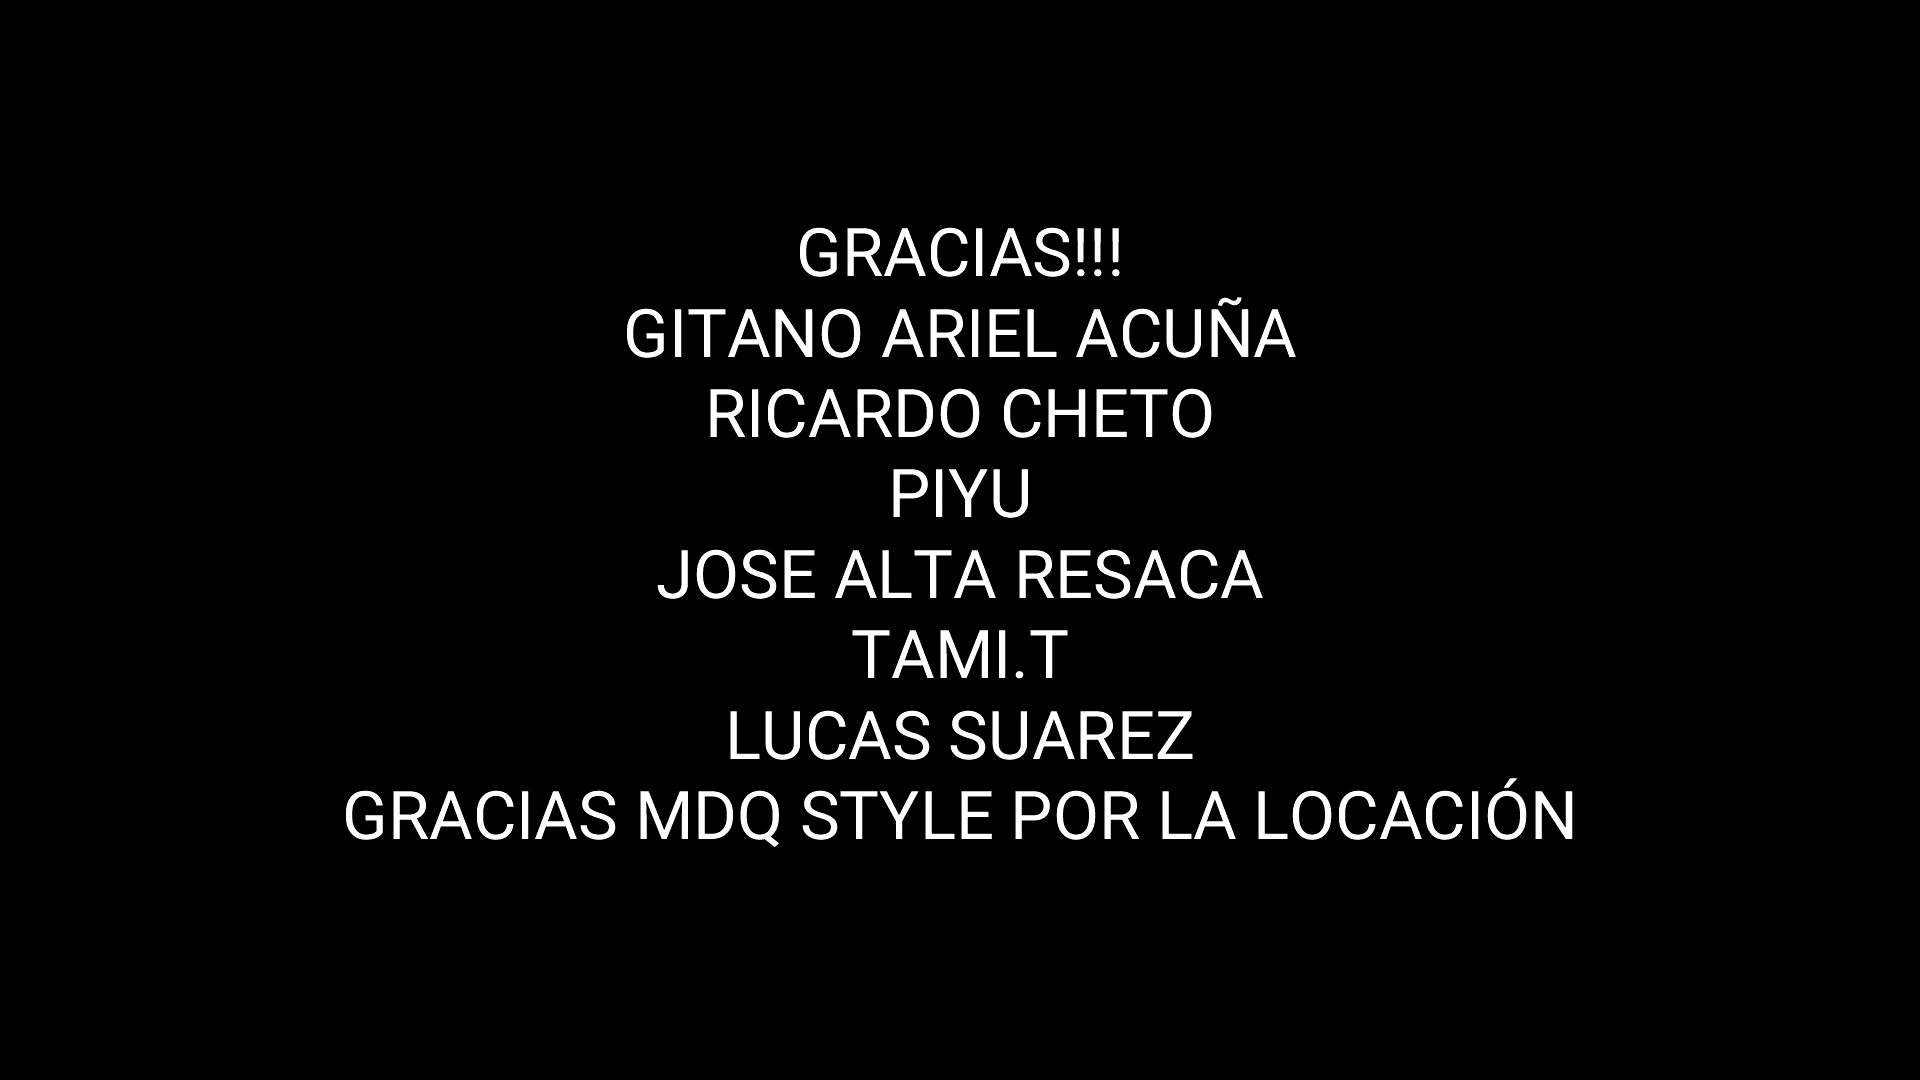 GRACIAS!!!
GITANO ARIEL ACUÑA
RICARDO CHETO
PIYU
JOSE ALTA RESACA
TAMI.T
LUCAS SUAREZ
GRACIAS MDQ STYLE POR LA LOCACIÓN